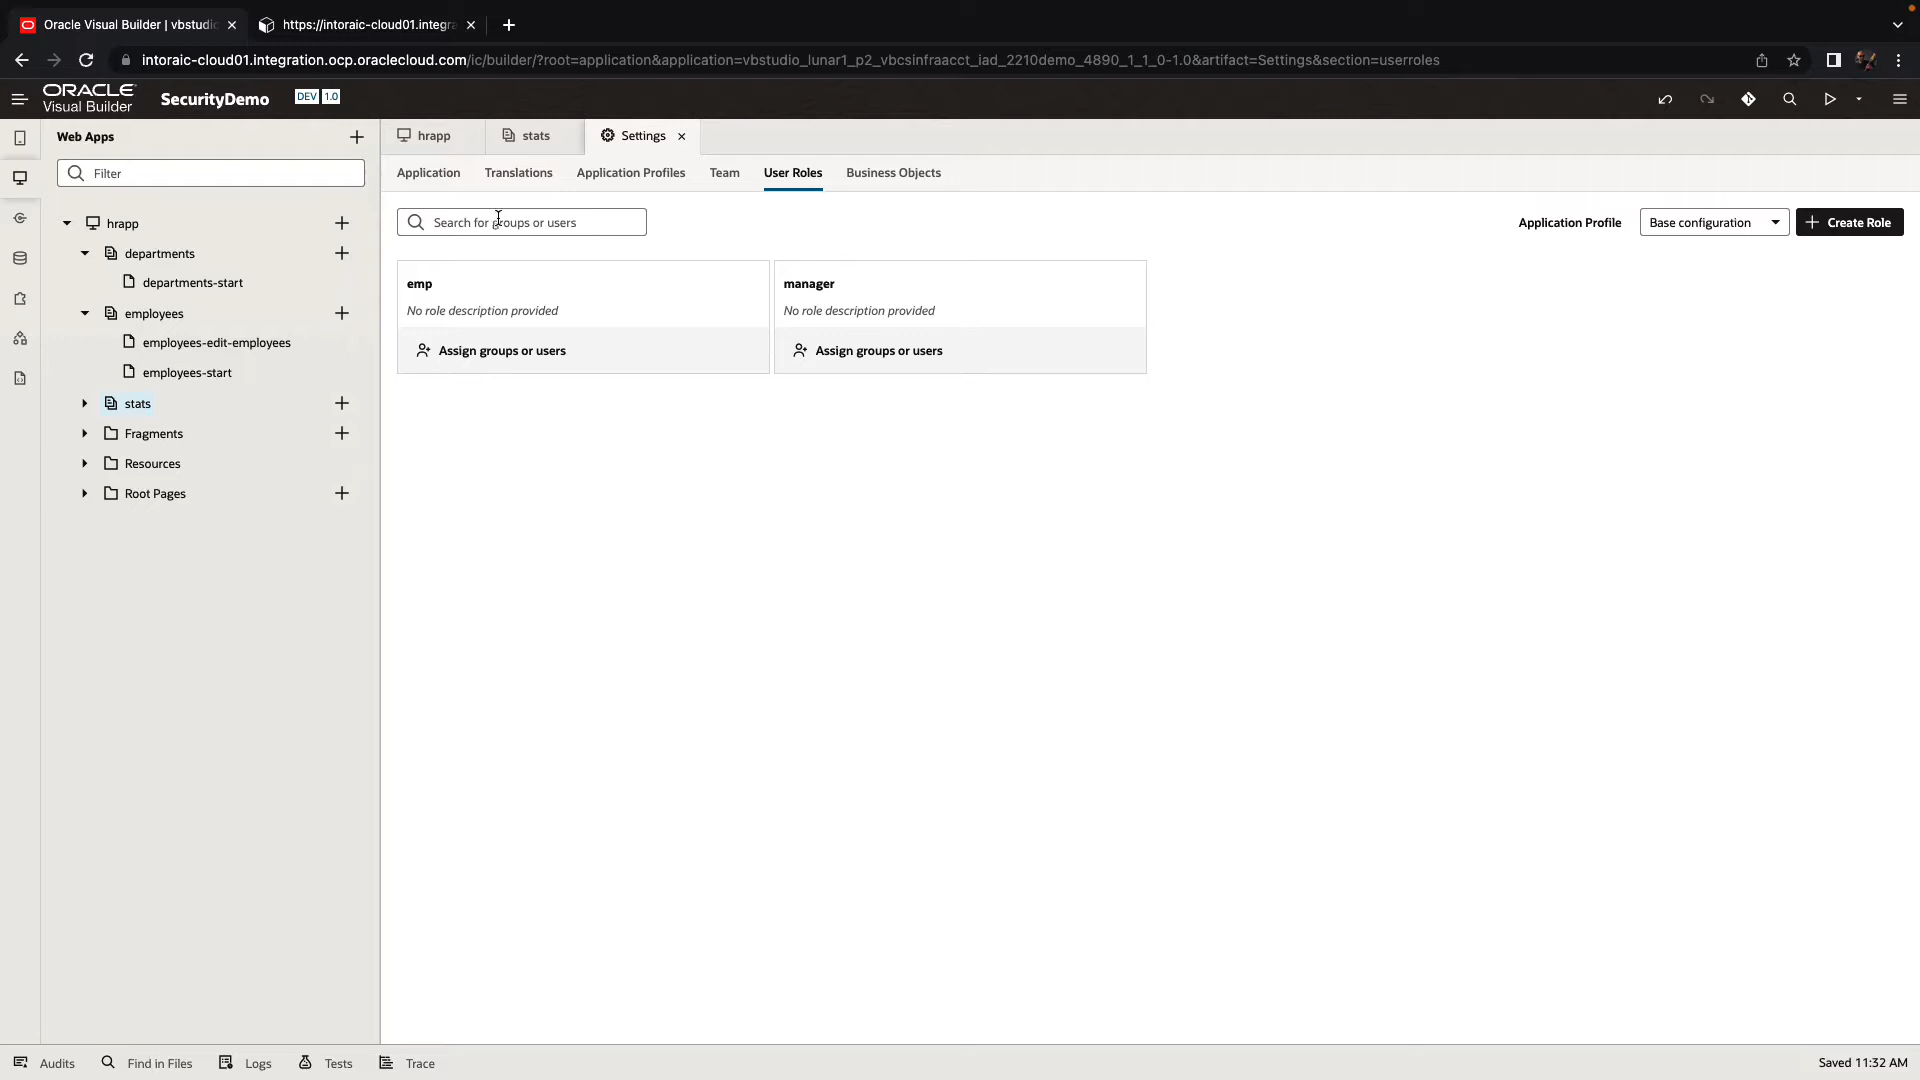 Oracle Visual Builder | vbstudio
https://intoraic-cloud01.integra
intoraic-cloud01.integration.ocp.oraclecloud.com/ic/builder/?root=application&application=vbstudio_lunar1_p2_vbcsinfraacct_iad_2210demo_4890_1_1_0-1.0&artifact=Settings&section=userroles
ORACLE
Visual Builder
SecurityDemo
DEV 1.0
Web Apps
hrapp
stats
Settings
Filter
Application
Translations
Application Profiles
Team
User Roles
Business Objects
hrapp
departments
departments-start
employees
employees-edit-employees
employees-start
stats
Fragments
Resources
Root Pages
Search for groups or users
Application Profile
Base configuration
Create Role
emp
No role description provided
Assign groups or users
manager
No role description provided
Assign groups or users
Audits
Find in Files
Logs
Tests
Trace
Saved 11:32 AM